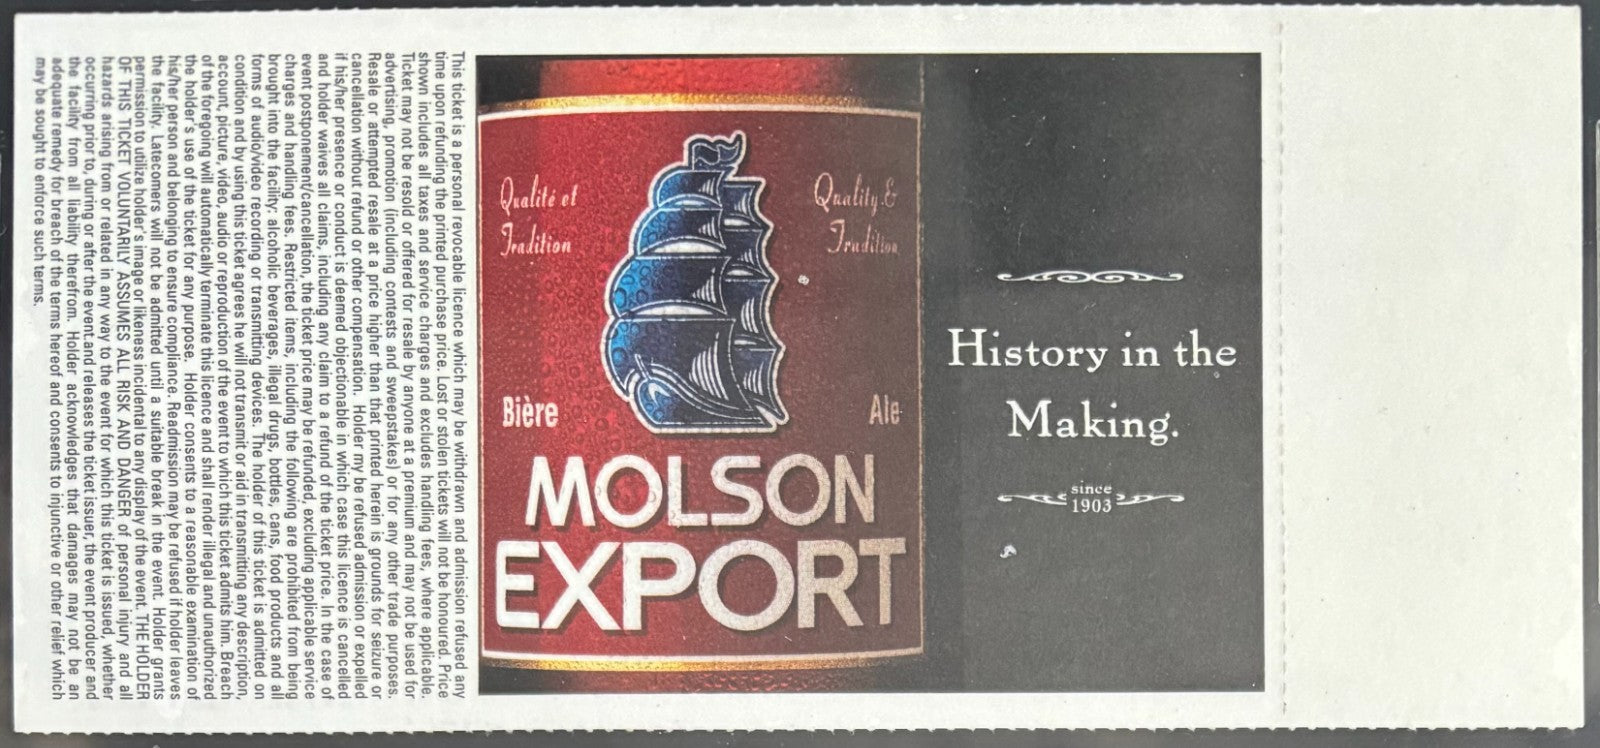 This ticket is a personal revocable licence which may be withdrawn and admission refused any
time upon refunding the printed purchase price. Lost or stolen tickets will not be honoured. Price
shown includes all taxes and service charges and excludes handling fees, where applicable.
Ticket may not be resold or offered for resale by anyone at a premium and may not be used for
advertising, promotion (including contests and sweepstakes) or for any other trade purposes.
Resale or attempted resale at a price higher than that printed herein is grounds for seizure or
cancellation without refund or other compensation. Holder my be refused admission or expelled
if his/her presence or conduct is deemed objectionable in which case this licence is cancelled
and holder waives all claims, including any claim to a refund of the ticket price. In the case of
event postponement/cancellation, the ticket price may be refunded, excluding applicable service
charges and handling fees. Restricted items, including the following are prohibited from being
brought into the facility: alcoholic beverages, illegal drugs, bottles, cans, food products and all
forms of audio/video recording or transmitting devices. The holder of this ticket is admitted on
condition and by using this ticket agrees he will not transmit or aid in transmitting any description,
account, picture, video, audio or reproduction of the event to which this ticket admits him. Breach
of the foregoing will automatically terminate this licence and shall render illegal and unauthorized
the holder's use of the ticket for any purpose. Holder consents to a reasonable examination of
his/her person and belonging to ensure compliance. Readmission may be refused if holder leaves
the facility. Latecomers will not be admitted until a suitable break in the event. Holder grants
permission to utilize holder's image or likeness incidental to any display of the event. THE HOLDER
OF THIS TICKET VOLUNTARILY ASSUMES ALL RISK AND DANGER of personal injury and all
hazards arising from or related in any way to the event for which this ticket is issued, whether
occurring prior to, during or after the event and releases the ticket issuer, the event producer and
the facility from all liability therefrom. Holder acknowledges that damages may not be an
adequate remedy for breach of the terms hereof and consents to injunctive or other relief which
may be sought to enforce such terms.
Qualité et
Tradition
Quality &
Tradition
Bière
Ale
MOLSON
EXPORT
History in the
Making.
since
1903